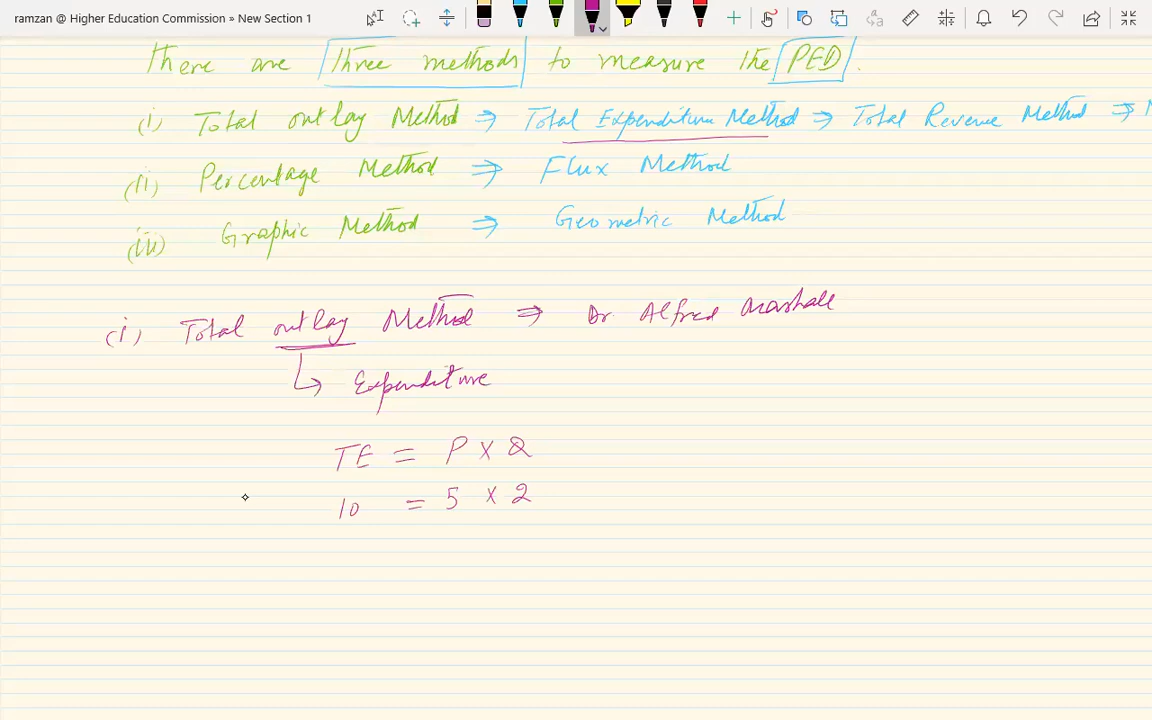 ramzan @ Higher Education Commission » New Section 1
There are three methods to measure the PED.
(i) Total outlay Method ⇒ Total Expenditure Method ⇒ Total Revenue Method ⇒
(ii) Percentage Method ⇒ Flux Method
(iii) Graphic Method ⇒ Geometric Method
(i) Total outlay Method ⇒ Dr Alfred Marshall
Expenditure
TE = P × Q
10 = 5 × 2